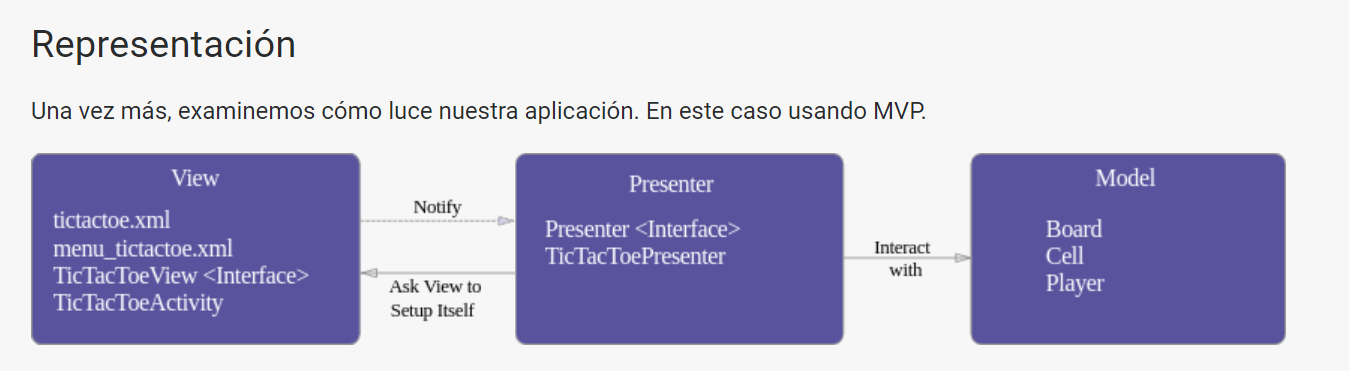 Representación
Una vez más, examinemos cómo luce nuestra aplicación. En este caso usando MVP.
View
tictactoe.xml
menu_tictactoe.xml
TicTacToeView <Interface>
TicTacToeActivity
Notify
Ask View to
Setup Itself
Presenter
Presenter <Interface>
TicTacToePresenter
Interact
with
Model
Board
Cell
Player